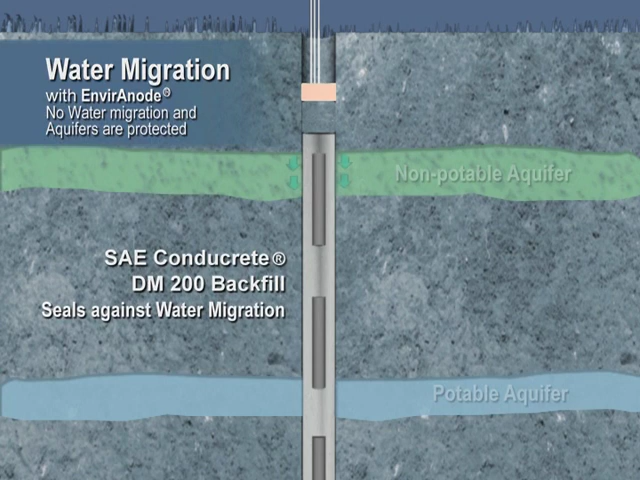 Water Migration
with EnvirAnode®
No Water migration and
Aquifers are protected
Non-potable Aquifer
SAE Conducrete®
DM 200 Backfill
Seals against Water Migration
Potable Aquifer